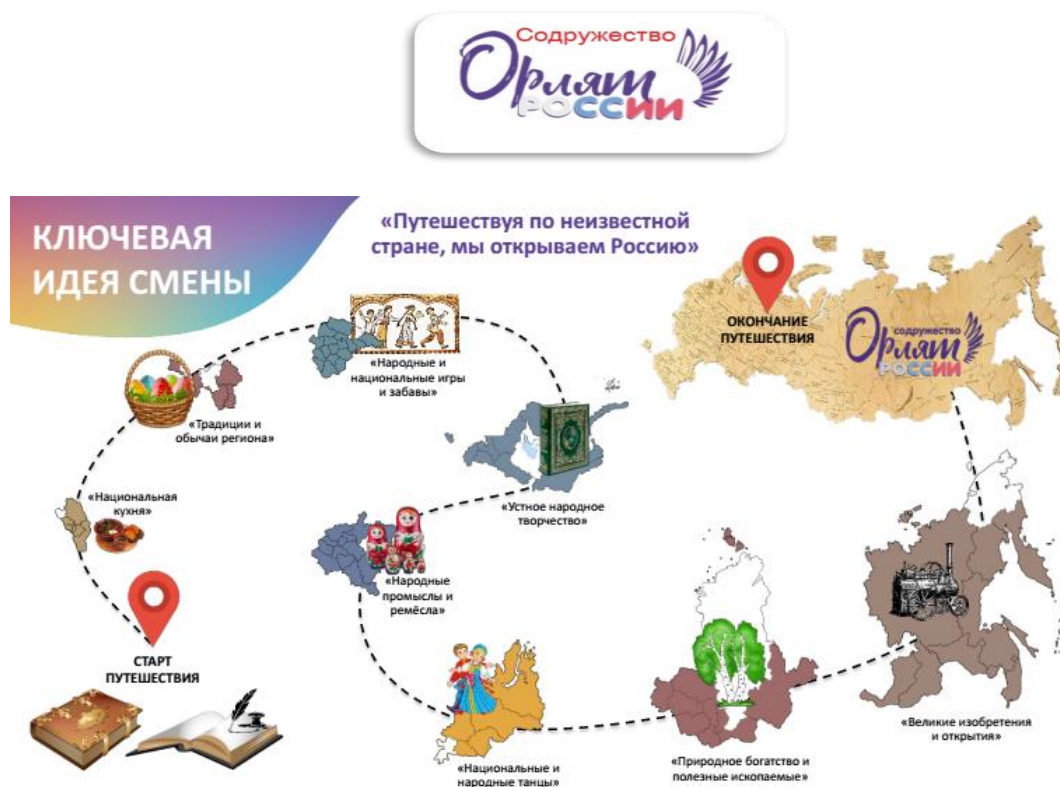 Содружество
Орлят
РОССИИ
КЛЮЧЕВАЯ
ИДЕЯ СМЕНЫ
«Путешествуя по неизвестной
стране, мы открываем Россию»
ОКОНЧАНИЕ
ПУТЕШЕСТВИЯ
содружество
Орлят
РОССИИ
«Народные и
национальные игры
и забавы»
«Традиции и
обычаи региона»
«Национальная
кухня»
«Устное народное
творчество»
«Народные
промыслы и
ремёсла»
СТАРТ
ПУТЕШЕСТВИЯ
«Национальные и
народные танцы»
«Природное богатство и
полезные ископаемые»
«Великие изобретения
и открытия»